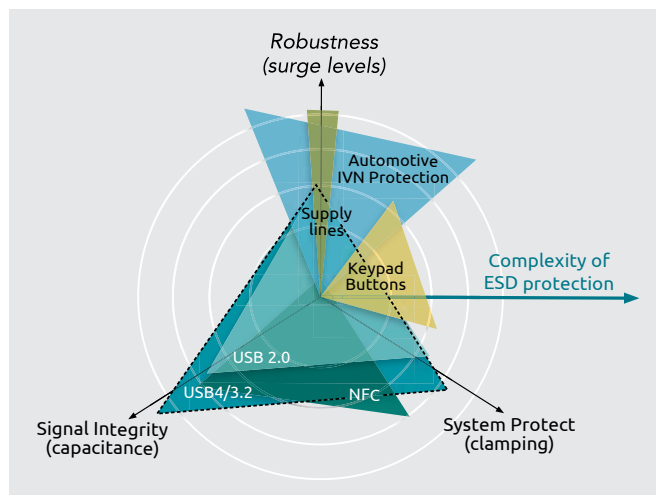 Robustness
(surge levels)
Automotive
IVN Protection
Supply
lines
Keypad
Buttons
Complexity of
ESD protection
USB 2.0
USB4/3.2
NFC
Signal Integrity
(capacitance)
System Protect
(clamping)